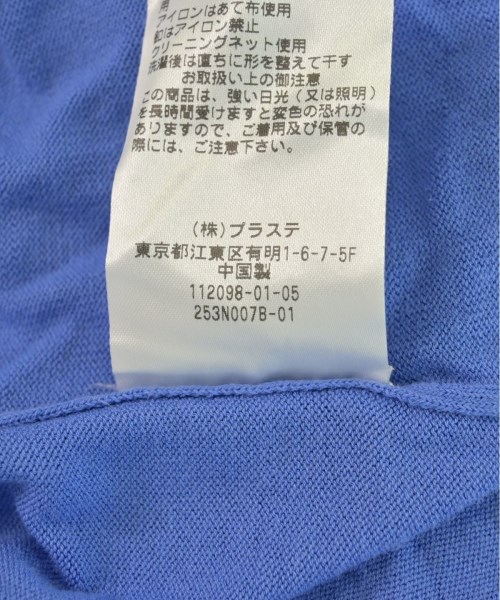 用
アイロンはあて布使用
はアイロン禁止
クリーニングネット使用
洗濯後は直ちに形を整えて干す
お取扱い上の御注意
この商品は、強い日光(又は照明)
を長時間受けますと変色の恐れが
ありますので、ご着用及び保管の
際には、ご注意下さい。
(株)プラステ
東京都江東区有明1-6-7-5F
中国製
112098-01-05
253N007B-01